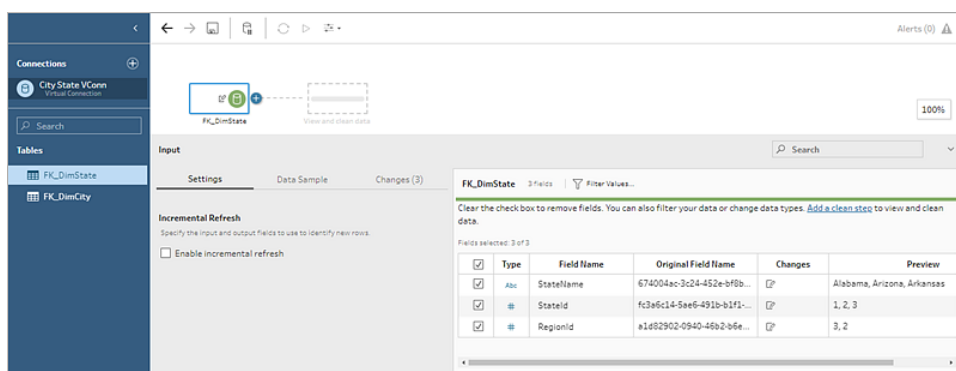 Alerts (0)
Connections
City State VConn
Virtual Connection
Search
Tables
FK_DimState
FK_DimCity
FK_DimState
View and clean data
100%
Input
Search
Settings
Data Sample
Changes (3)
Incremental Refresh
Specify the input and output fields to use to identify new rows.
Enable incremental refresh
FK_DimState 3 fields Filter Values...
Clear the check box to remove fields. You can also filter your data or change data types. Add a clean step to view and clean
data.
Fields selected: 3 of 3
Type Field Name Original Field Name Changes Preview
Abc StateName 674004ac-3c24-452e-bf8b... Alabama, Arizona, Arkansas
# StateId fc3a6c14-5ae6-491b-b1f1-... 1, 2, 3
# RegionId a1d82902-0940-46b2-b6e... 3, 2